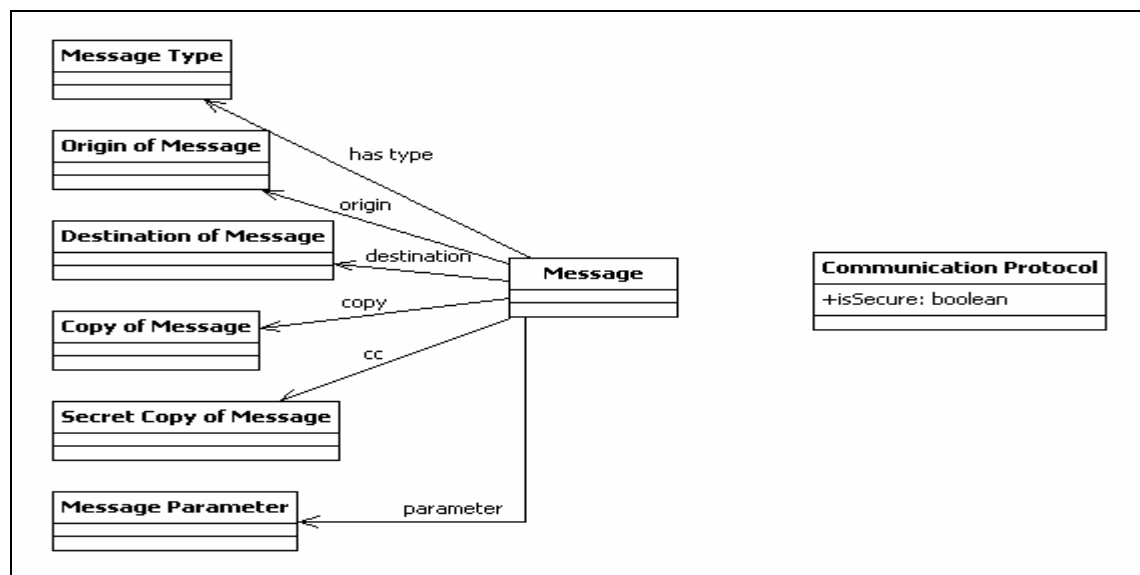 Message Type
has type
Origin of Message
origin
Destination of Message
destination
Message
Communication Protocol
+isSecure: boolean
Copy of Message
copy
cc
Secret Copy of Message
Message Parameter
parameter